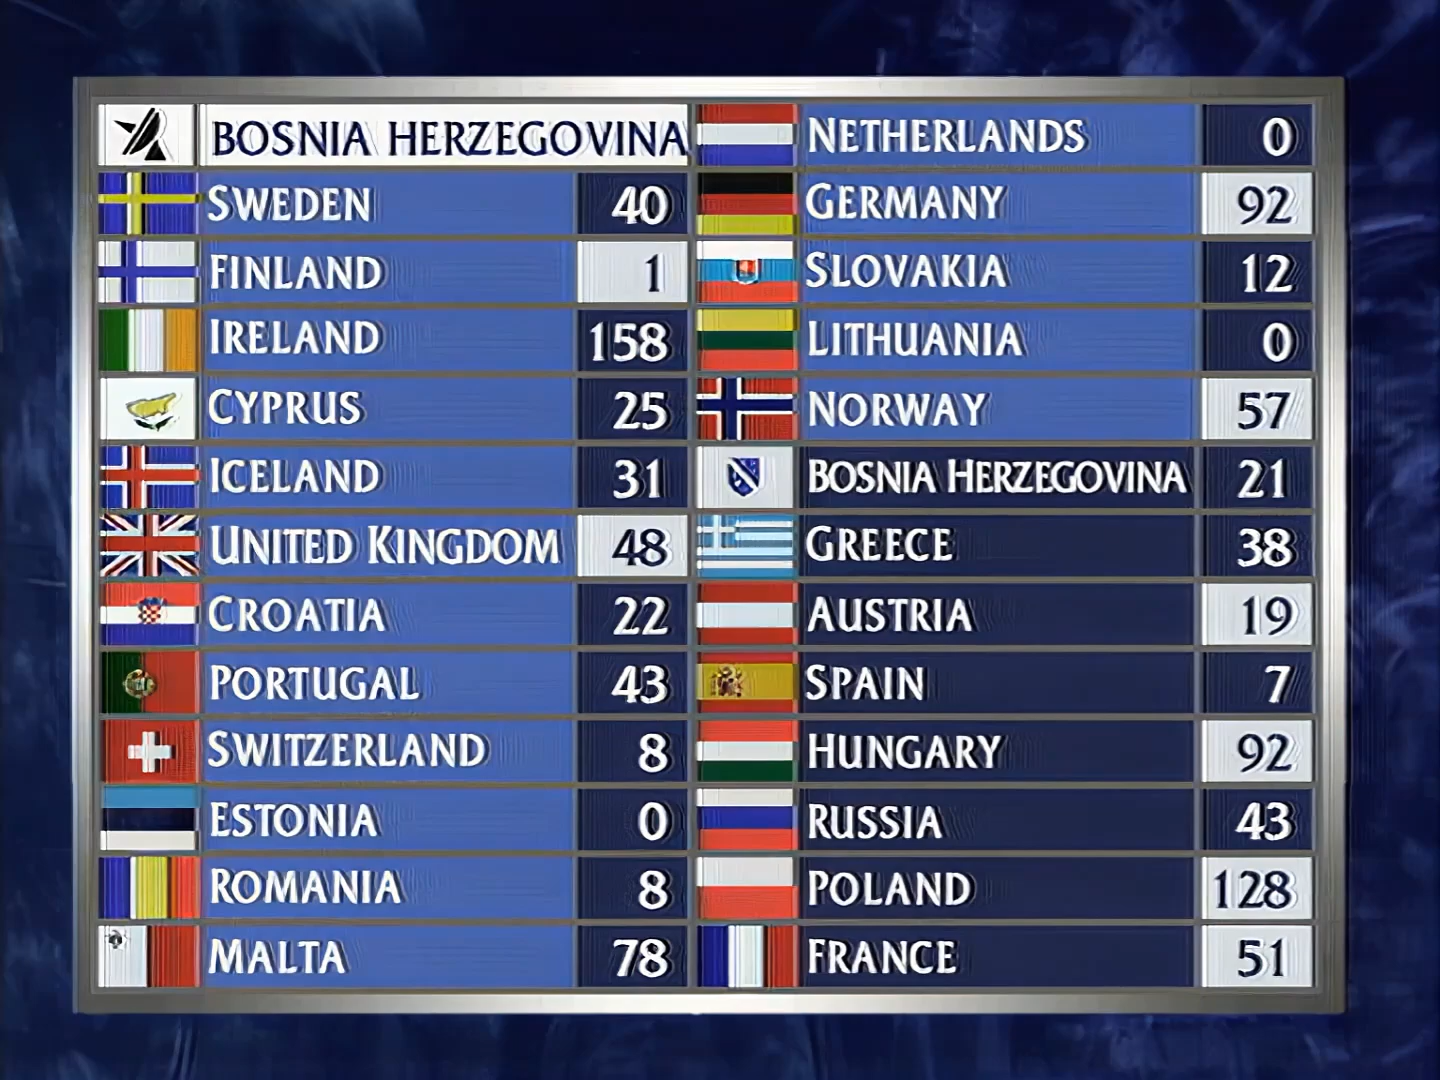 BOSNIA HERZEGOVINA
SWEDEN 40
FINLAND 1
IRELAND 158
CYPRUS 25
ICELAND 31
UNITED KINGDOM 48
CROATIA 22
PORTUGAL 43
SWITZERLAND 8
ESTONIA 0
ROMANIA 8
MALTA 78
NETHERLANDS 0
GERMANY 92
SLOVAKIA 12
LITHUANIA 0
NORWAY 57
BOSNIA HERZEGOVINA 21
GREECE 38
AUSTRIA 19
SPAIN 7
HUNGARY 92
RUSSIA 43
POLAND 128
FRANCE 51